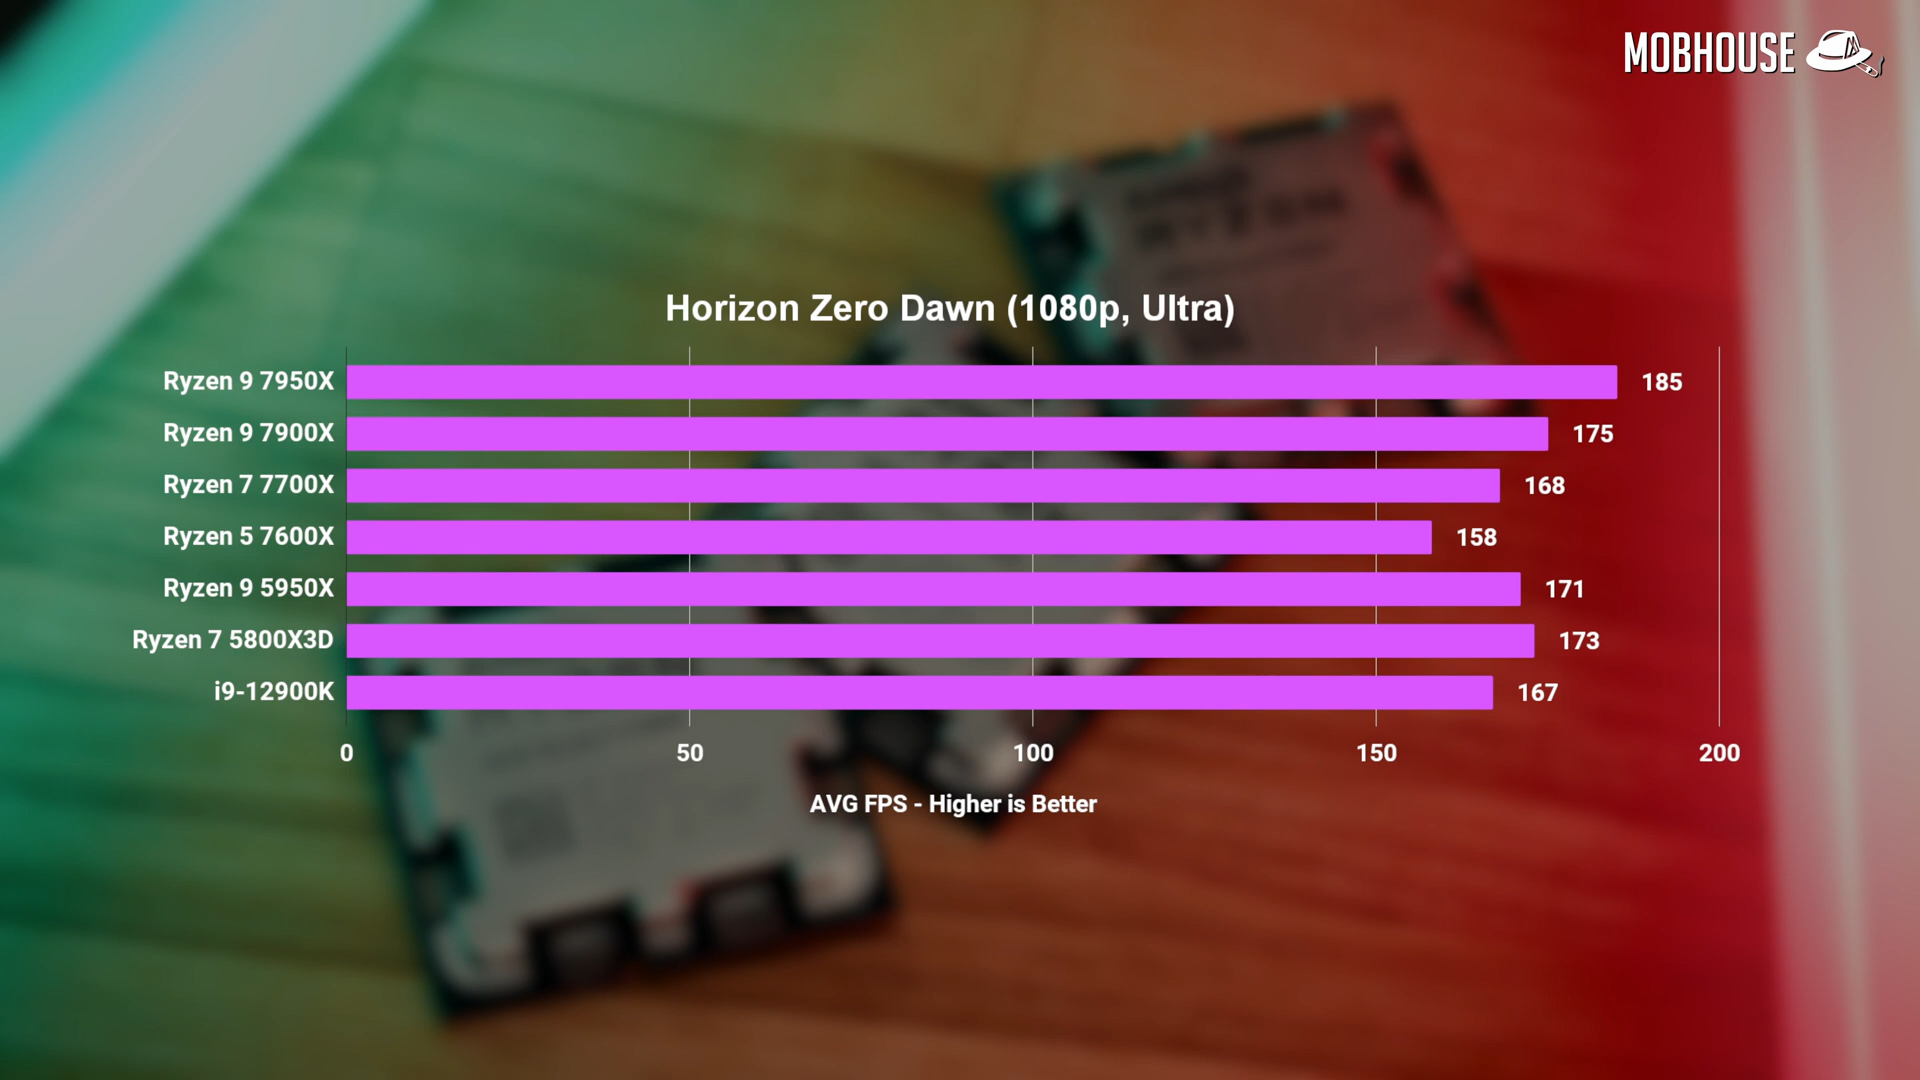 MOBHOUSE
Horizon Zero Dawn (1080p, Ultra)
Ryzen 9 7950X 185
Ryzen 9 7900X 175
Ryzen 7 7700X 168
Ryzen 5 7600X 158
Ryzen 9 5950X 171
Ryzen 7 5800X3D 173
i9-12900K 167
0 50 100 150 200
AVG FPS - Higher is Better